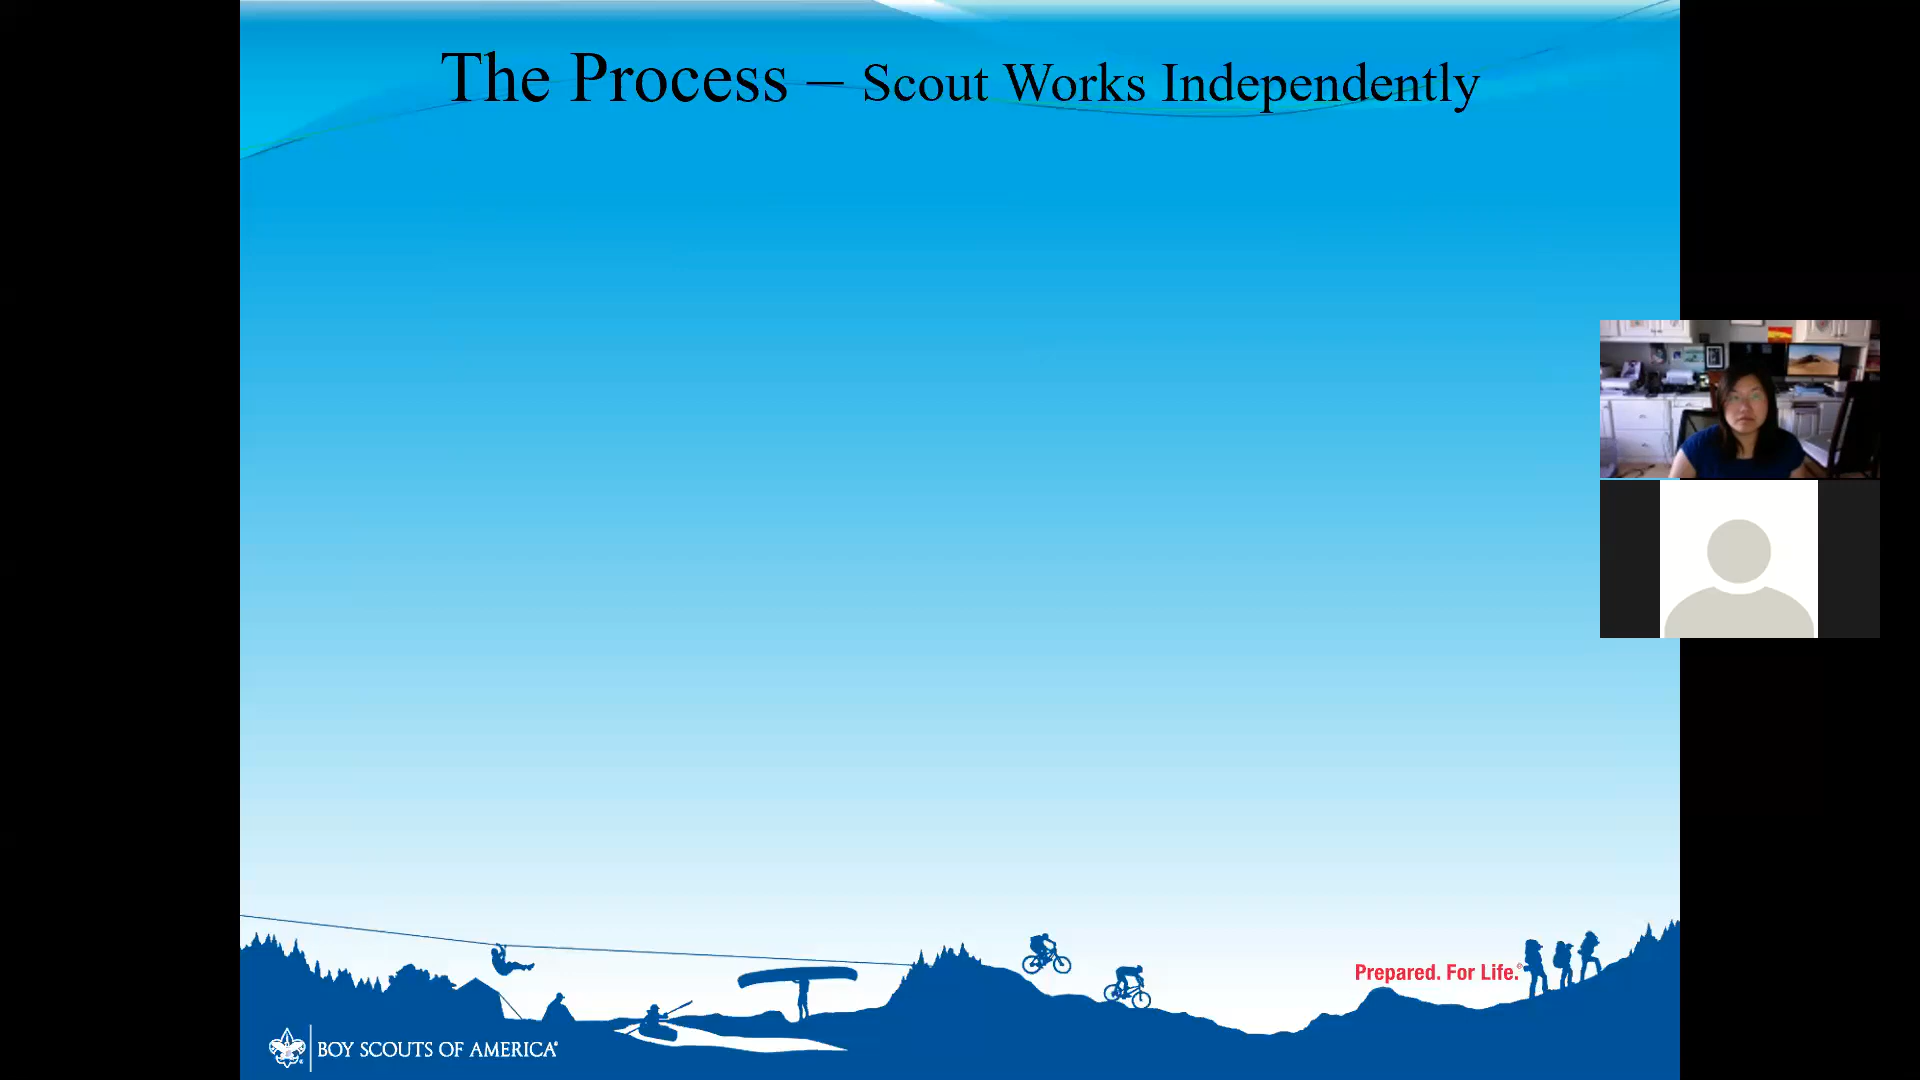 The Process – Scout Works Independently
Prepared. For Life.®
BOY SCOUTS OF AMERICA®